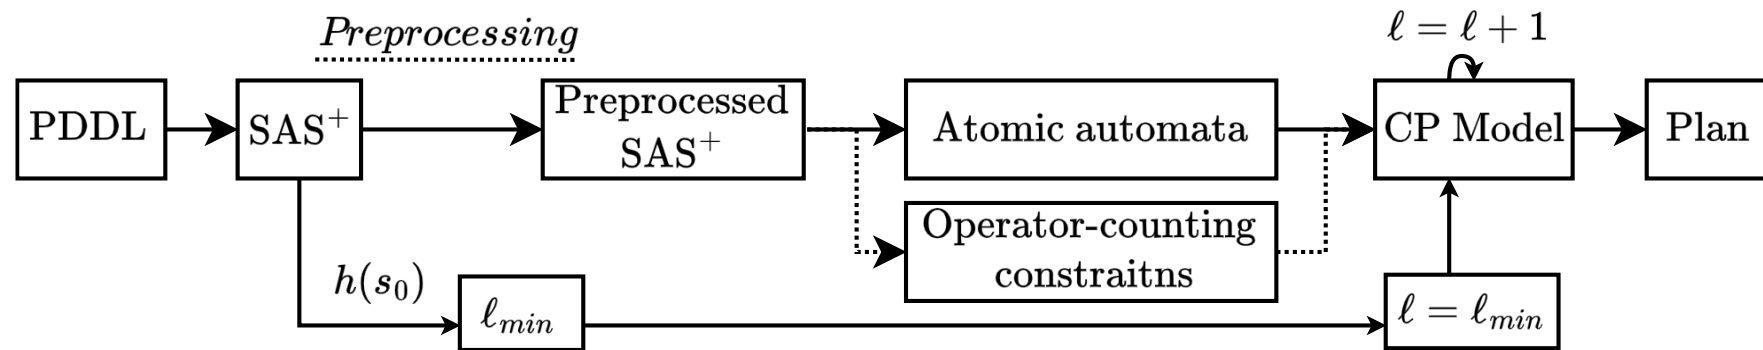 Preprocessing
ℓ = ℓ + 1
PDDL
SAS⁺
Preprocessed
SAS⁺
Atomic automata
CP Model
Plan
Operator-counting
constraitns
h(s₀)
ℓₘᵢₙ
ℓ = ℓₘᵢₙ